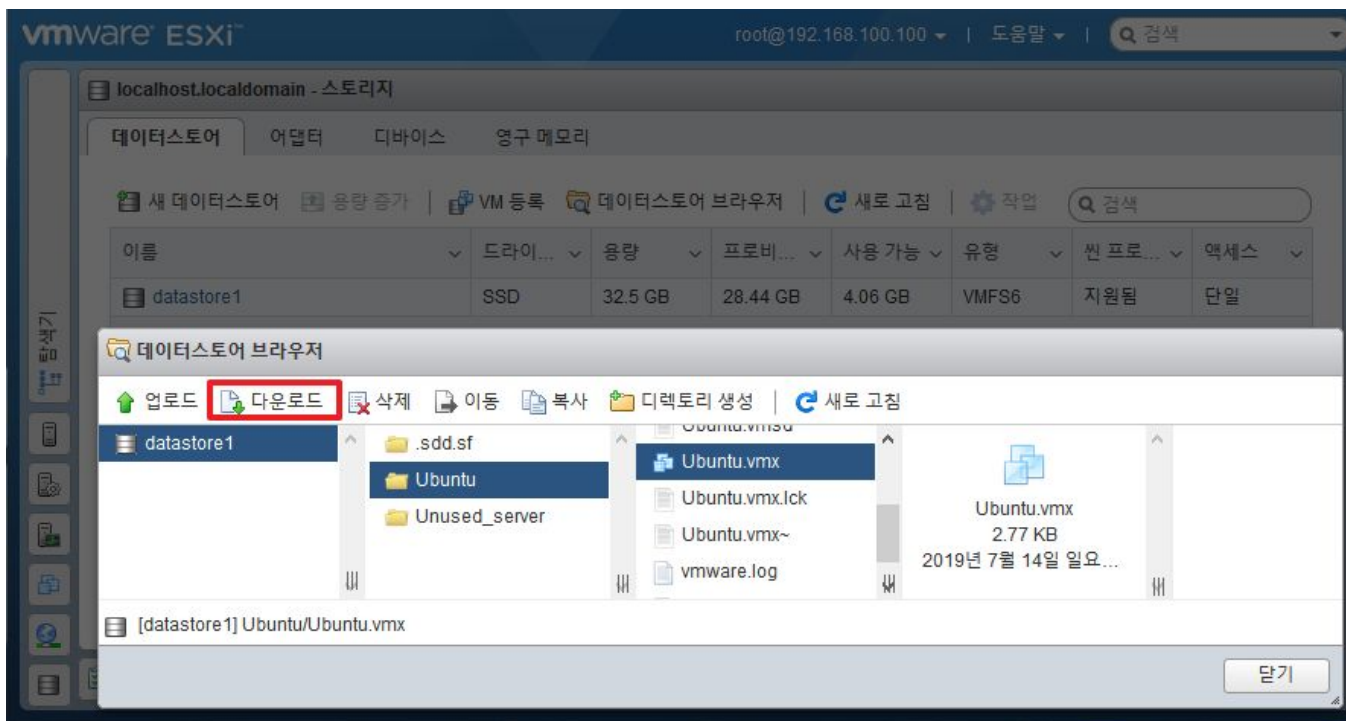 vmware ESXi™
root@192.168.100.100 | 도움말 | 검색
localhost.localdomain - 스토리지
데이터스토어 어댑터 디바이스 영구 메모리
새 데이터스토어 용량 증가 | VM 등록 데이터스토어 브라우저 | 새로 고침 | 작업 검색
이름 드라이... 용량 프로비... 사용 가능 유형 씬 프로... 액세스
datastore1 SSD 32.5 GB 28.44 GB 4.06 GB VMFS6 지원됨 단일
탐색기
데이터스토어 브라우저
업로드 다운로드 삭제 이동 복사 디렉토리 생성 | 새로 고침
datastore1 .sdd.sf Ubuntu.vmsd
Ubuntu Ubuntu.vmx
Unused_server Ubuntu.vmx.lck
Ubuntu.vmx~
vmware.log
Ubuntu.vmx
2.77 KB
2019년 7월 14일 일요...
[datastore1] Ubuntu/Ubuntu.vmx
닫기